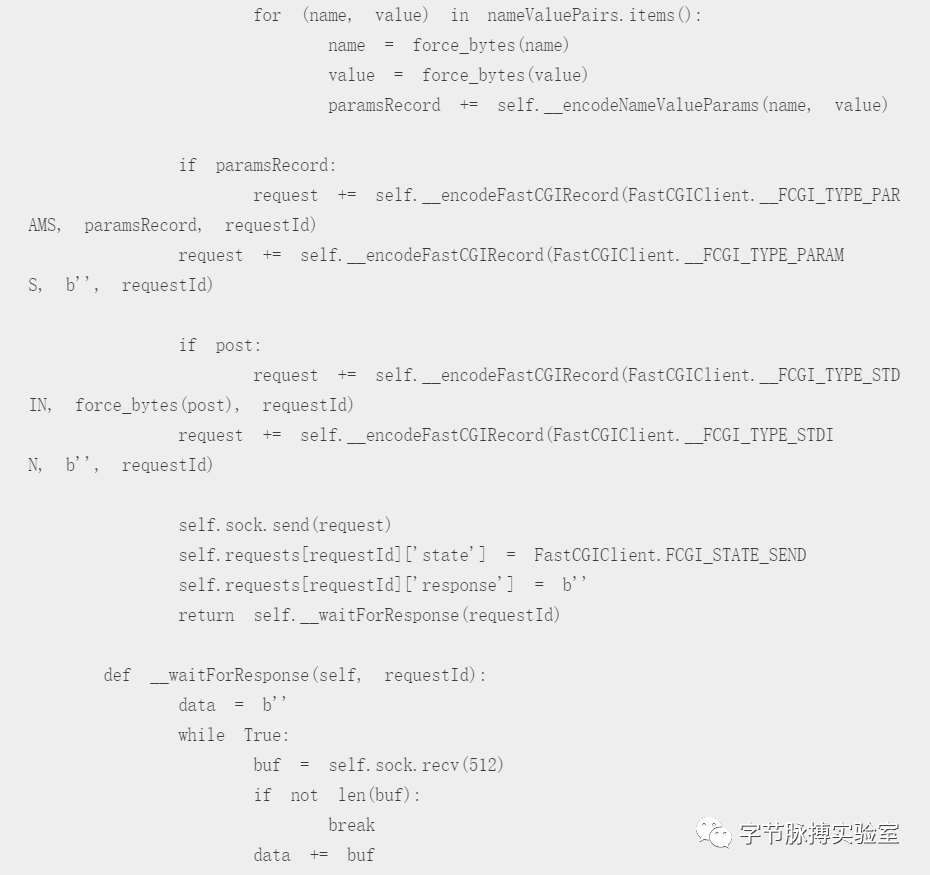 for (name, value) in nameValuePairs.items():
name = force_bytes(name)
value = force_bytes(value)
paramsRecord += self.__encodeNameValueParams(name, value)
if paramsRecord:
request += self.__encodeFastCGIRecord(FastCGIClient.__FCGI_TYPE_PAR
AMS, paramsRecord, requestId)
request += self.__encodeFastCGIRecord(FastCGIClient.__FCGI_TYPE_PARAM
S, b'', requestId)
if post:
request += self.__encodeFastCGIRecord(FastCGIClient.__FCGI_TYPE_STD
IN, force_bytes(post), requestId)
request += self.__encodeFastCGIRecord(FastCGIClient.__FCGI_TYPE_STDI
N, b'', requestId)
self.sock.send(request)
self.requests[requestId]['state'] = FastCGIClient.FCGI_STATE_SEND
self.requests[requestId]['response'] = b''
return self.__waitForResponse(requestId)
def __waitForResponse(self, requestId):
data = b''
while True:
buf = self.sock.recv(512)
if not len(buf):
break
data += buf
字节脉搏实验室